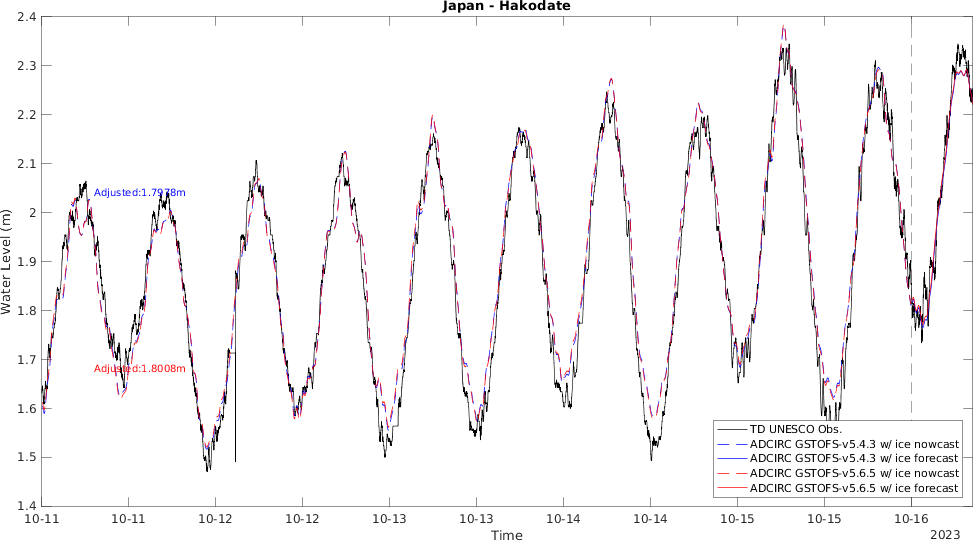 Japan - Hakodate
Water Level (m)
2.4
2.3
2.2
2.1
2
1.9
1.8
1.7
1.6
1.5
1.4
Adjusted:1.7978m
Adjusted:1.8008m
TD UNESCO Obs.
ADCIRC GSTOFS-v5.4.3 w/ ice nowcast
ADCIRC GSTOFS-v5.4.3 w/ ice forecast
ADCIRC GSTOFS-v5.6.5 w/ ice nowcast
ADCIRC GSTOFS-v5.6.5 w/ ice forecast
10-11 10-11 10-12 10-12 10-13 10-13 10-14 10-14 10-15 10-15 10-16
Time
2023